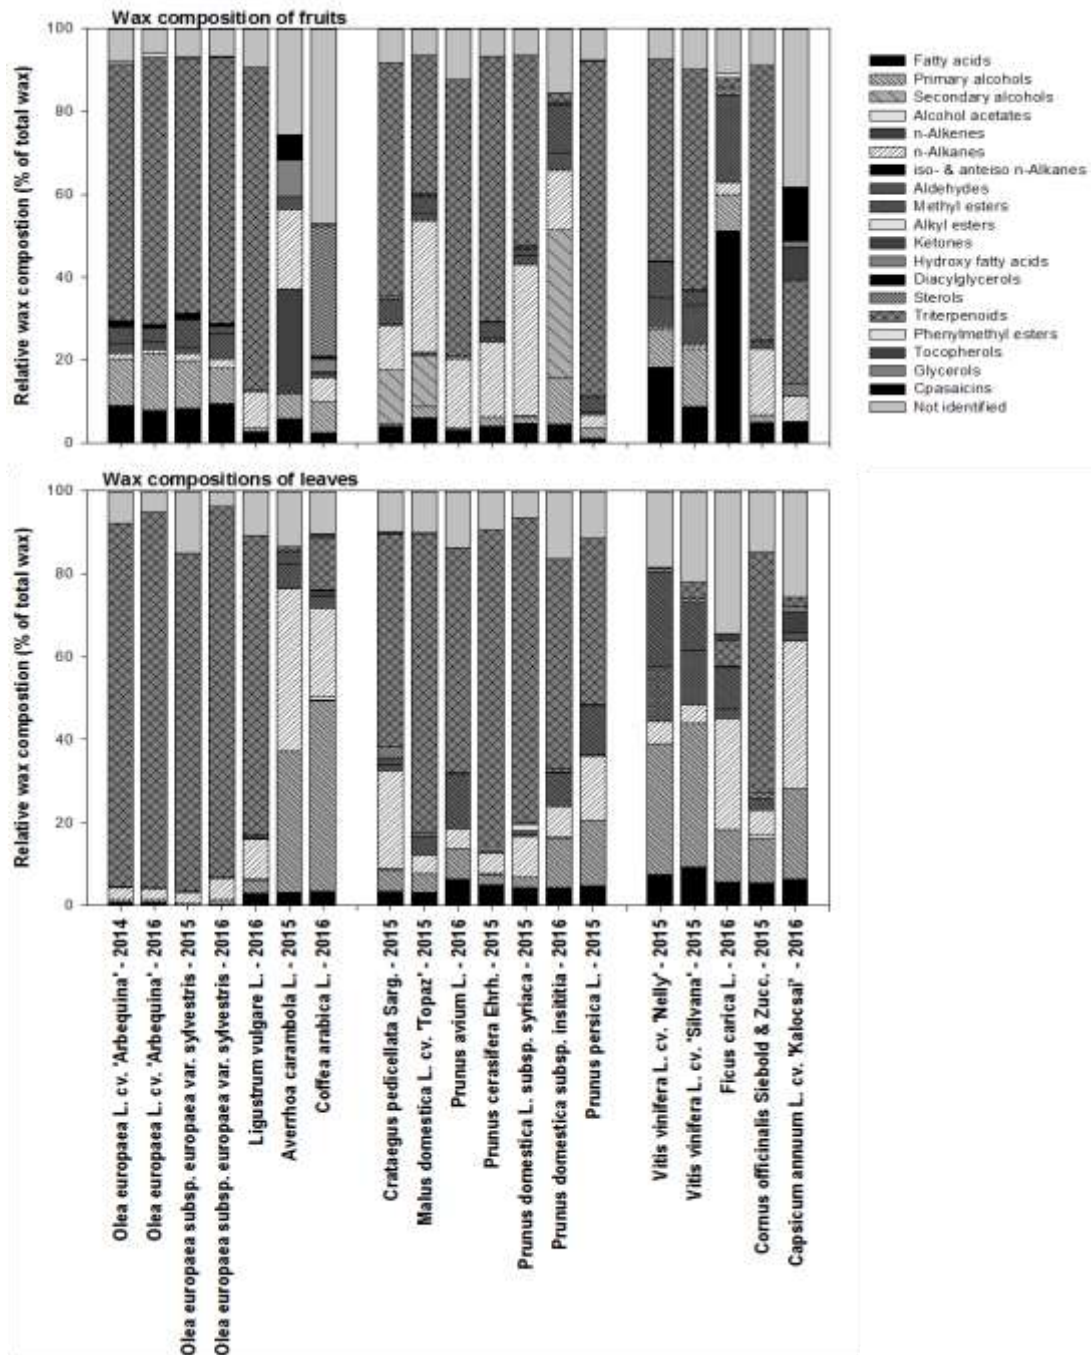 Wax composition of fruits
Relative wax compostion (% of total wax)
100
80
60
40
20
0
Fatty acids
Primary alcohols
Secondary alcohols
Alcohol acetates
n-Alkenes
n-Alkanes
iso- & anteiso n-Alkanes
Aldehydes
Methyl esters
Alkyl esters
Ketones
Hydroxy fatty acids
Diacylglycerols
Sterols
Triterpenoids
Phenylmethyl esters
Tocopherols
Glycerols
Cpasaicins
Not identified
Wax compositions of leaves
Relative wax composition (% of total wax)
100
80
60
40
20
0
Olea europaea L. cv. 'Arbequina' - 2014
Olea europaea L. cv. 'Arbequina' - 2016
Olea europaea subsp. europaea var. sylvestris - 2015
Olea europaea subsp. europaea var. sylvestris - 2016
Ligustrum vulgare L. - 2016
Averrhoa carambola L. - 2015
Coffea arabica L. - 2016
Crataegus pedicellata Sarg. - 2015
Malus domestica L. cv. 'Topaz' - 2015
Prunus avium L. - 2016
Prunus cerasifera Ehrh. - 2015
Prunus domestica L. subsp. syriaca - 2015
Prunus domestica subsp. insititia - 2016
Prunus persica L. - 2015
Vitis vinifera L. cv. 'Nelly' - 2015
Vitis vinifera L. cv. 'Silvana' - 2015
Ficus carica L. - 2016
Cornus officinalis Siebold & Zucc. - 2015
Capsicum annuum L. cv. 'Kalocsai' - 2016